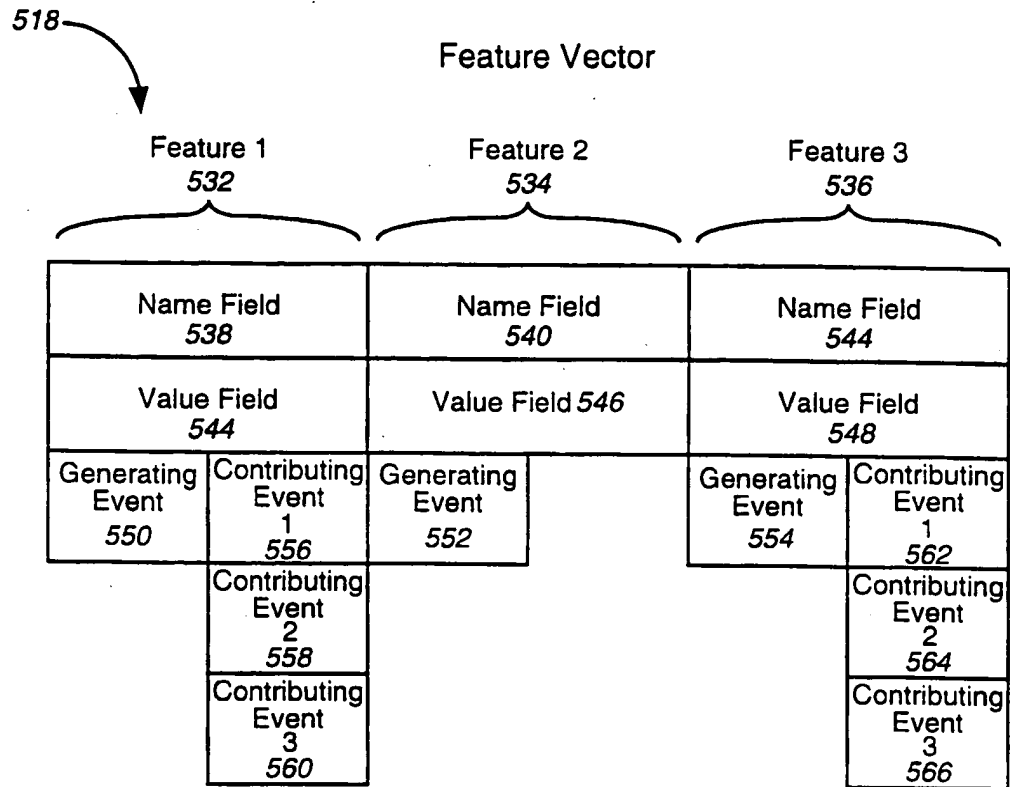 518
Feature Vector
Feature 1
532
Feature 2
534
Feature 3
536
Name Field
538
Name Field
540
Name Field
544
Value Field
544
Value Field 546
Value Field
548
Generating
Event
550
Contributing
Event
1
556
Generating
Event
552
Generating
Event
554
Contributing
Event
1
562
Contributing
Event
2
558
Contributing
Event
2
564
Contributing
Event
3
560
Contributing
Event
3
566